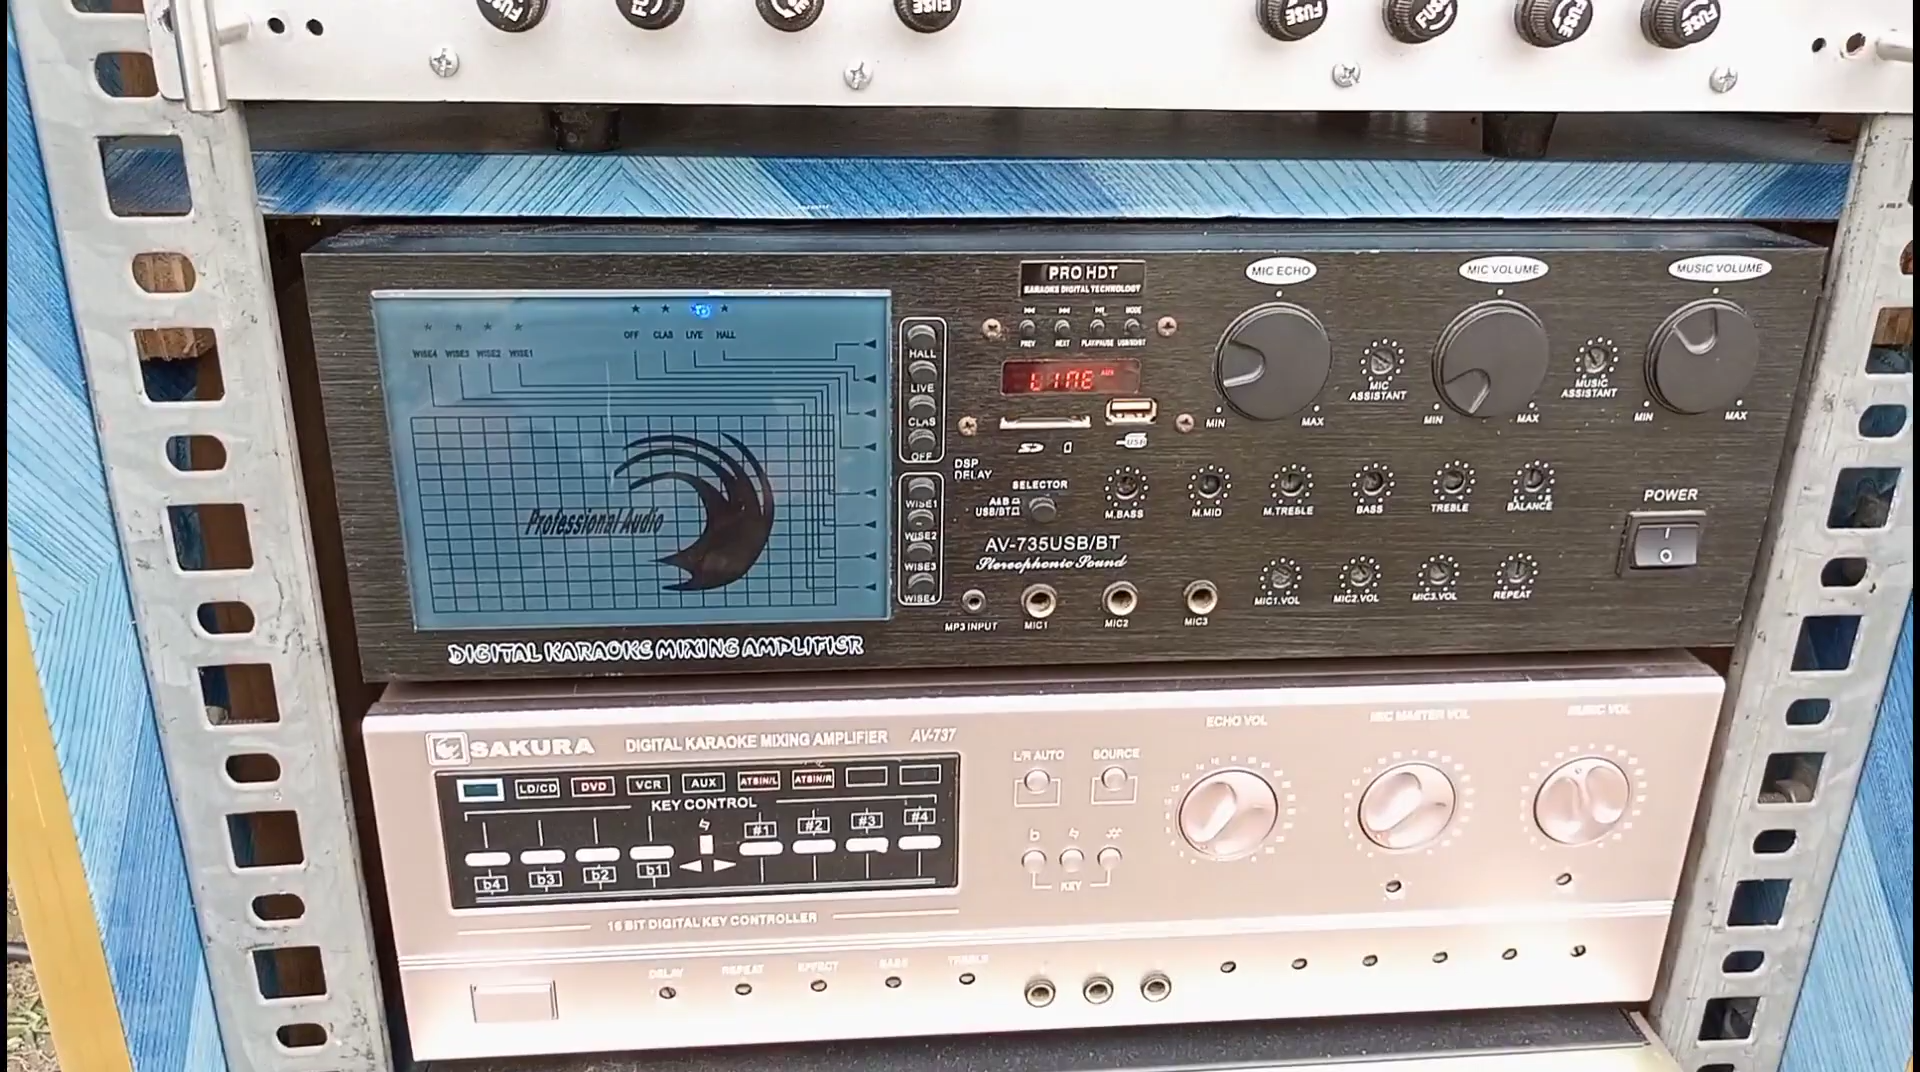 FUSE
FUSE
FUSE
FUSE
FUSE
FUSE
FUSE
PRO HDT
KARAOKE DIGITAL TECHNOLOGY
MIC ECHO
MIC VOLUME
MUSIC VOLUME
OFF CLAS LIVE HALL
WISE4 WISE3 WISE2 WISE1
PREV NEXT PLAY/PAUSE USB/SD/BT
MODE
AUX
HALL
LIVE
CLAS
OFF
WISE1
WISE2
WISE3
WISE4
Professional Audio
DSP
DELAY
SELECTOR
A&B
USB/BT
USB
MIC
ASSISTANT
MUSIC
ASSISTANT
MIN MAX
MIN MAX
MIN MAX
M.BASS M.MID M.TREBLE BASS TREBLE BALANCE
POWER
AV-735USB/BT
Stereophonic Sound
MP3 INPUT MIC1 MIC2 MIC3
MIC1.VOL MIC2.VOL MIC3.VOL REPEAT
DIGITAL KARAOKE MIXING AMPLIFIER
SAKURA DIGITAL KARAOKE MIXING AMPLIFIER AV-737
LD/CD DVD VCR AUX ATSIN/L ATSIN/R
KEY CONTROL
#1 #2 #3 #4
b4 b3 b2 b1
16 BIT DIGITAL KEY CONTROLLER
L/R AUTO SOURCE
b #
KEY
ECHO VOL MIC MASTER VOL MUSIC VOL
DELAY REPEAT EFFECT BASS TREBLE